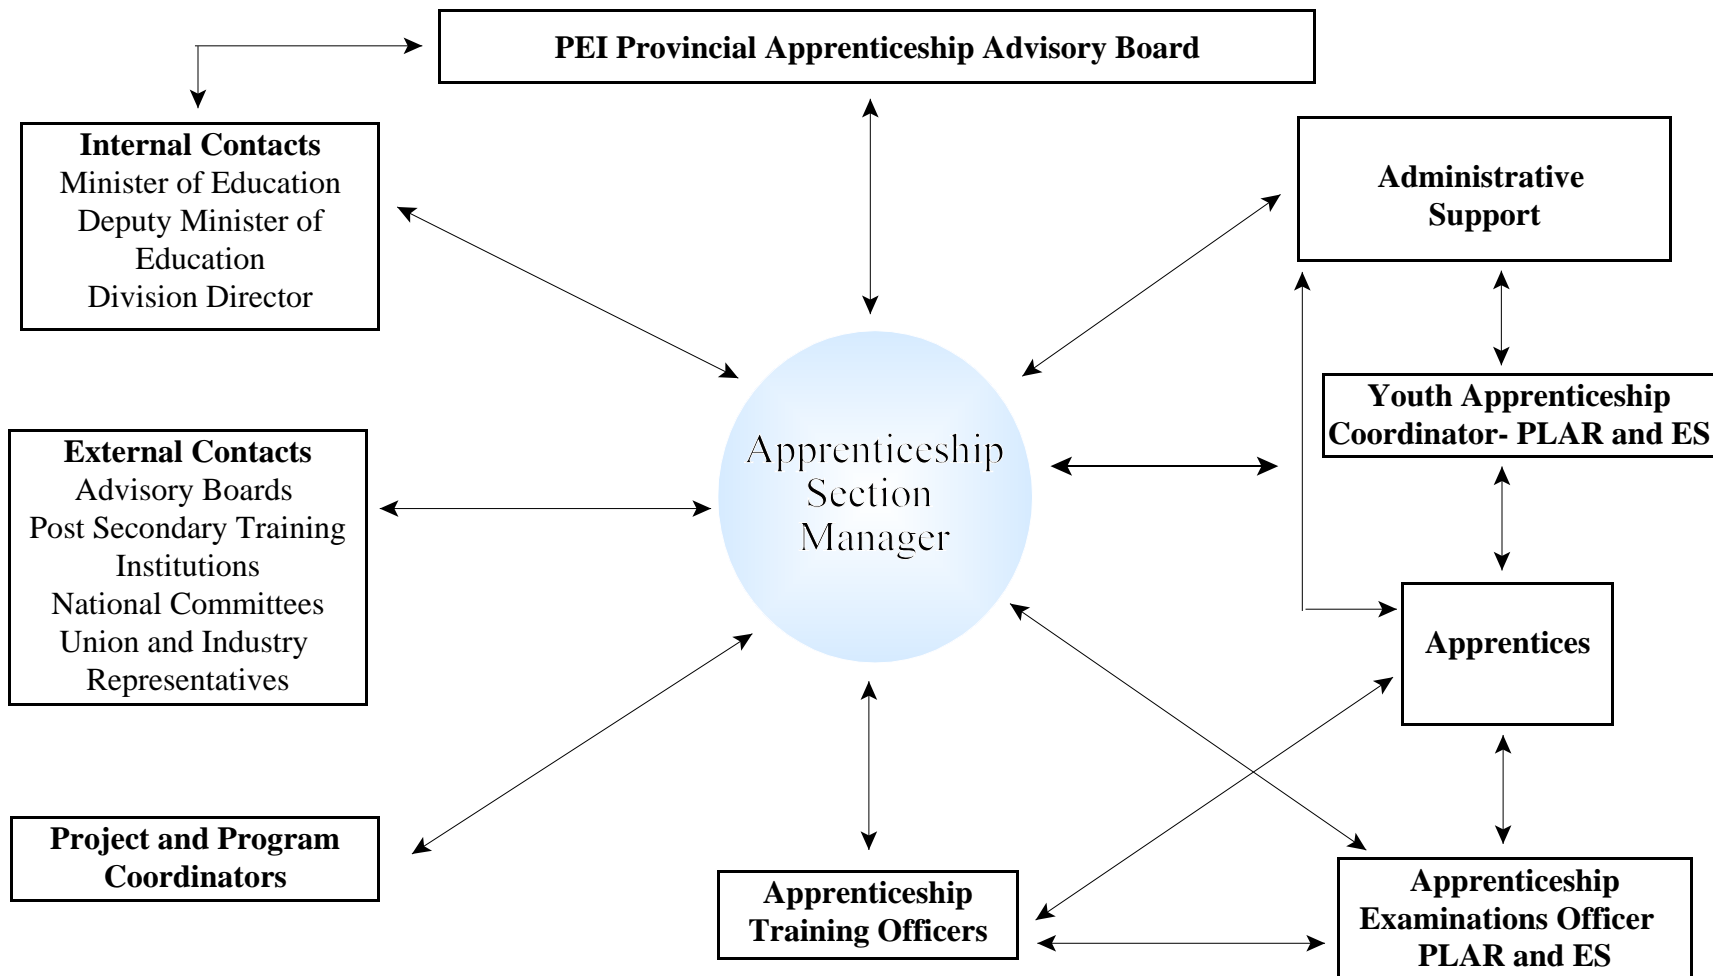 PEI Provincial Apprenticeship Advisory Board
Internal Contacts
Minister of Education
Deputy Minister of
Education
Division Director
Administrative
Support
Youth Apprenticeship
Coordinator- PLAR and ES
External Contacts
Advisory Boards
Post Secondary Training
Institutions
National Committees
Union and Industry
Representatives
Apprenticeship
Section
Manager
Apprentices
Project and Program
Coordinators
Apprenticeship
Training Officers
Apprenticeship
Examinations Officer
PLAR and ES